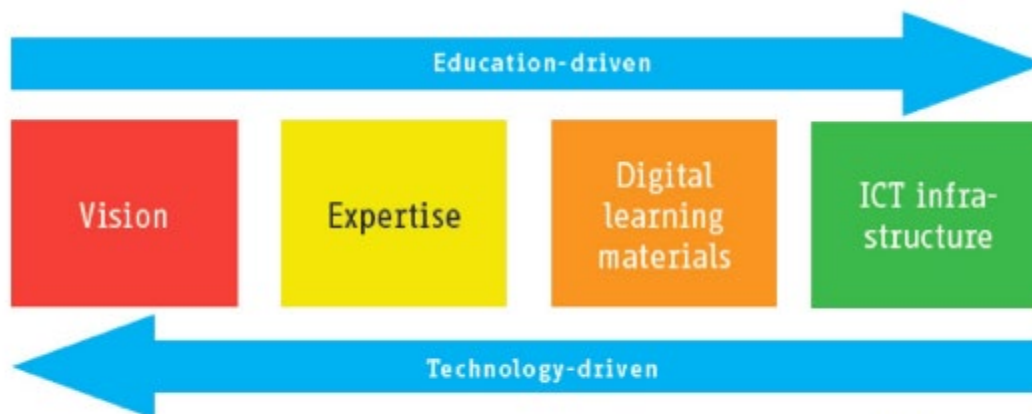 Education-driven
Vision
Expertise
Digital
learning
materials
ICT infra-
structure
Technology-driven